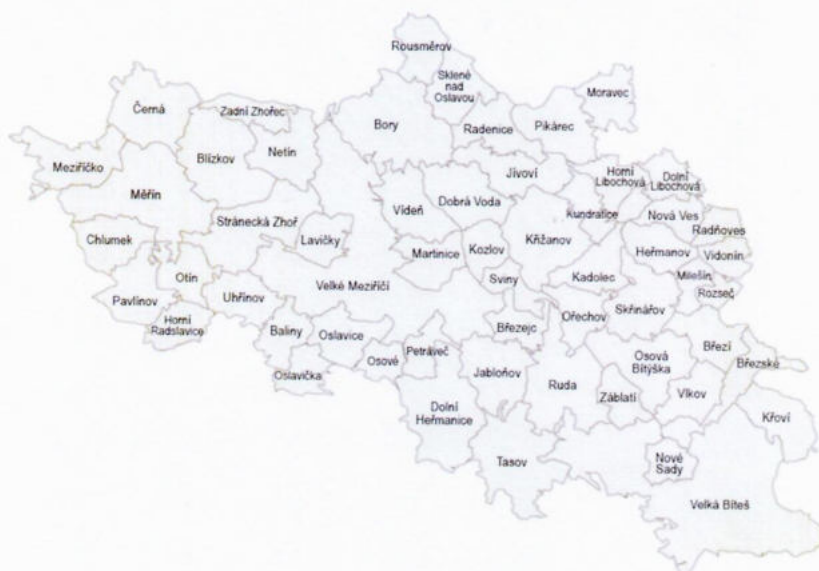 Rousměrov
Sklené
nad
Oslavou
Moravec
Černá
Zadní Zhořec
Bory
Radenice
Pikárec
Meziříčko
Blízkov
Netín
Jívoví
Horní
Libochová
Dolní
Libochová
Měřín
Vídeň
Dobrá Voda
Kundratice
Nová Ves
Stránecká Zhoř
Radňoves
Chlumek
Lavičky
Martinice
Kozlov
Křižanov
Heřmanov
Vidonín
Otín
Velké Meziříčí
Sviny
Kadolec
Milešín
Pavlínov
Uhřínov
Rozseč
Horní
Radslavice
Baliny
Oslavice
Březejc
Ořechov
Skřinářov
Osové
Petráveč
Březí
Oslavička
Jabloňov
Ruda
Osová
Bítýška
Březské
Záblatí
Vlkov
Dolní
Heřmanice
Křoví
Tasov
Nové
Sady
Velká Bíteš